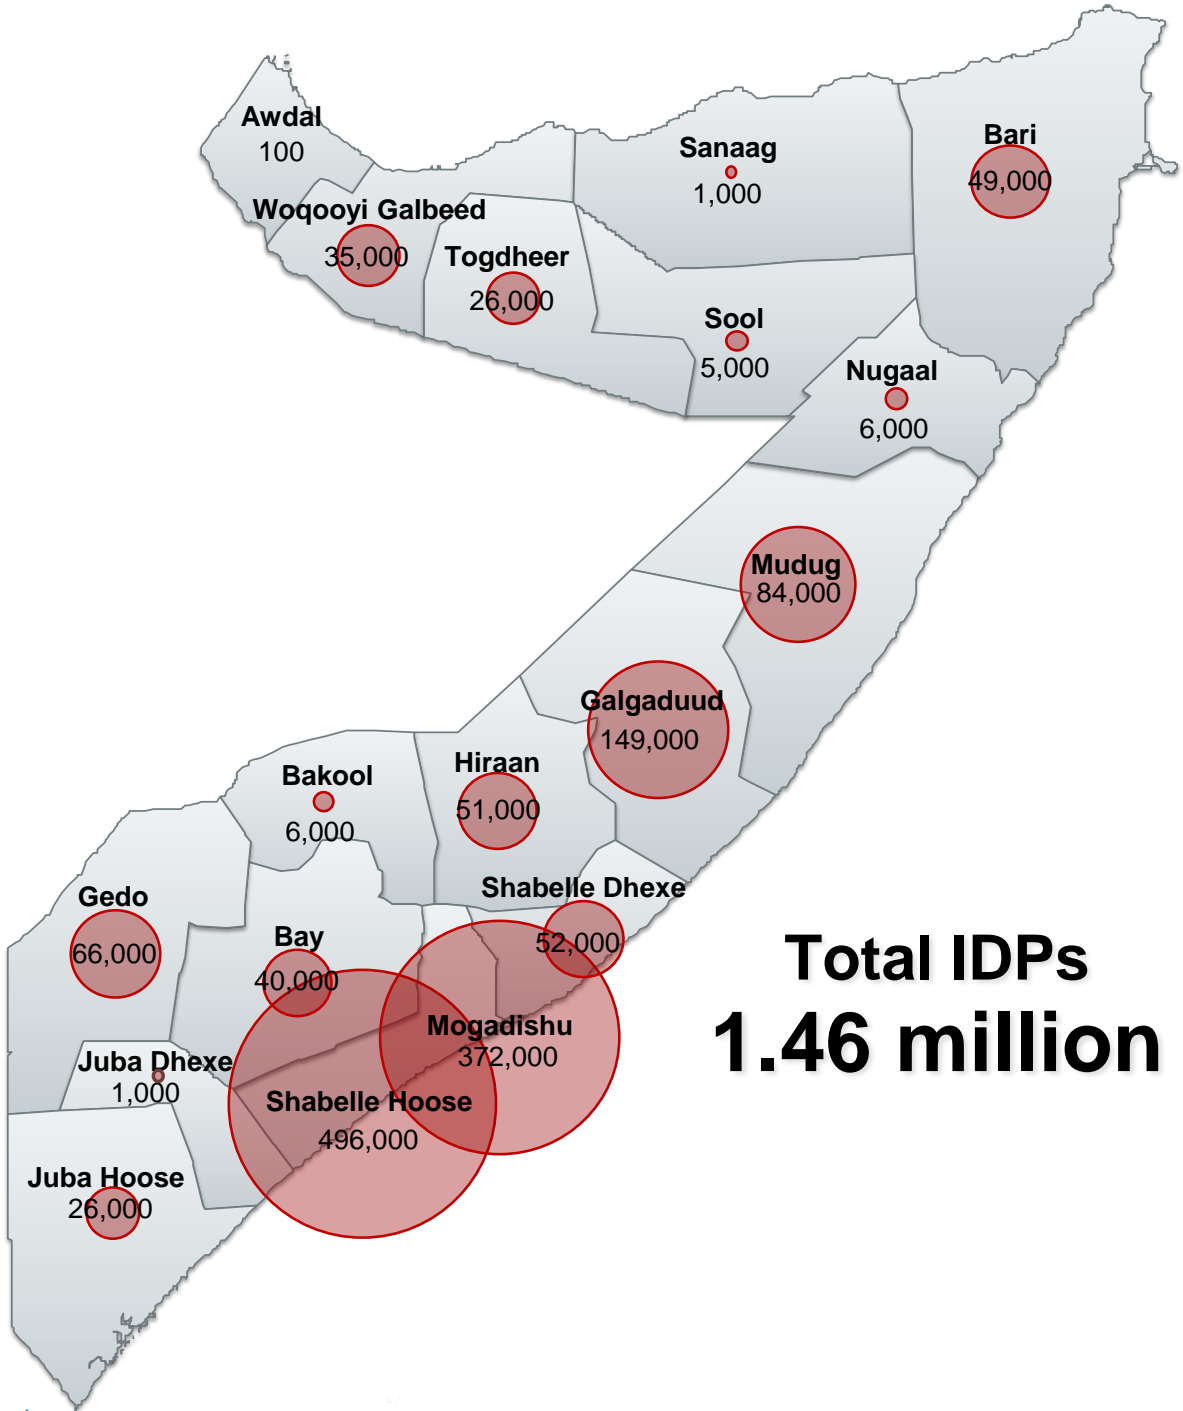 Awdal
100
Sanaag
1,000
Bari
49,000
Woqooyi Galbeed
35,000
Togdheer
26,000
Sool
5,000
Nugaal
6,000
Mudug
84,000
Galgaduud
149,000
Hiraan
51,000
Bakool
6,000
Shabelle Dhexe
52,000
Gedo
66,000
Bay
40,000
Total IDPs
1.46 million
Mogadishu
372,000
Juba Dhexe
1,000
Shabelle Hoose
496,000
Juba Hoose
26,000